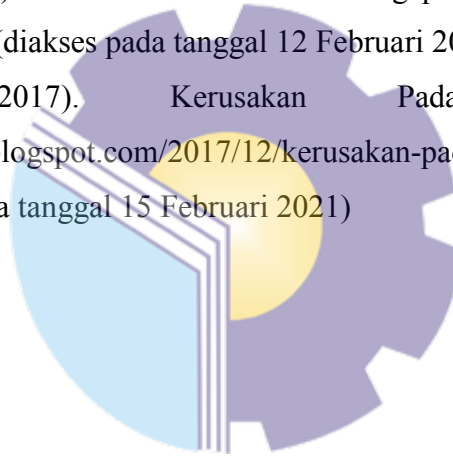 (diakses pada tanggal 12 Februari 20
2017). Kerusakan Pada
logspot.com/2017/12/kerusakan-pa
tanggal 15 Februari 2021)